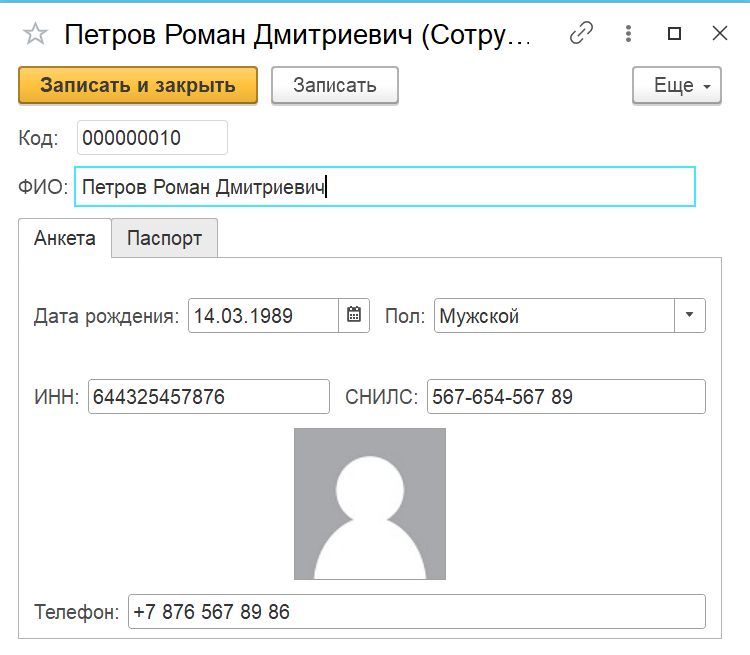 Петров Роман Дмитриевич (Сотру...
Записать и закрыть Записать Еще
Код: 000000010
ФИО: Петров Роман Дмитриевич
Анкета Паспорт
Дата рождения: 14.03.1989 Пол: Мужской
ИНН: 644325457876 СНИЛС: 567-654-567 89
Телефон: +7 876 567 89 86